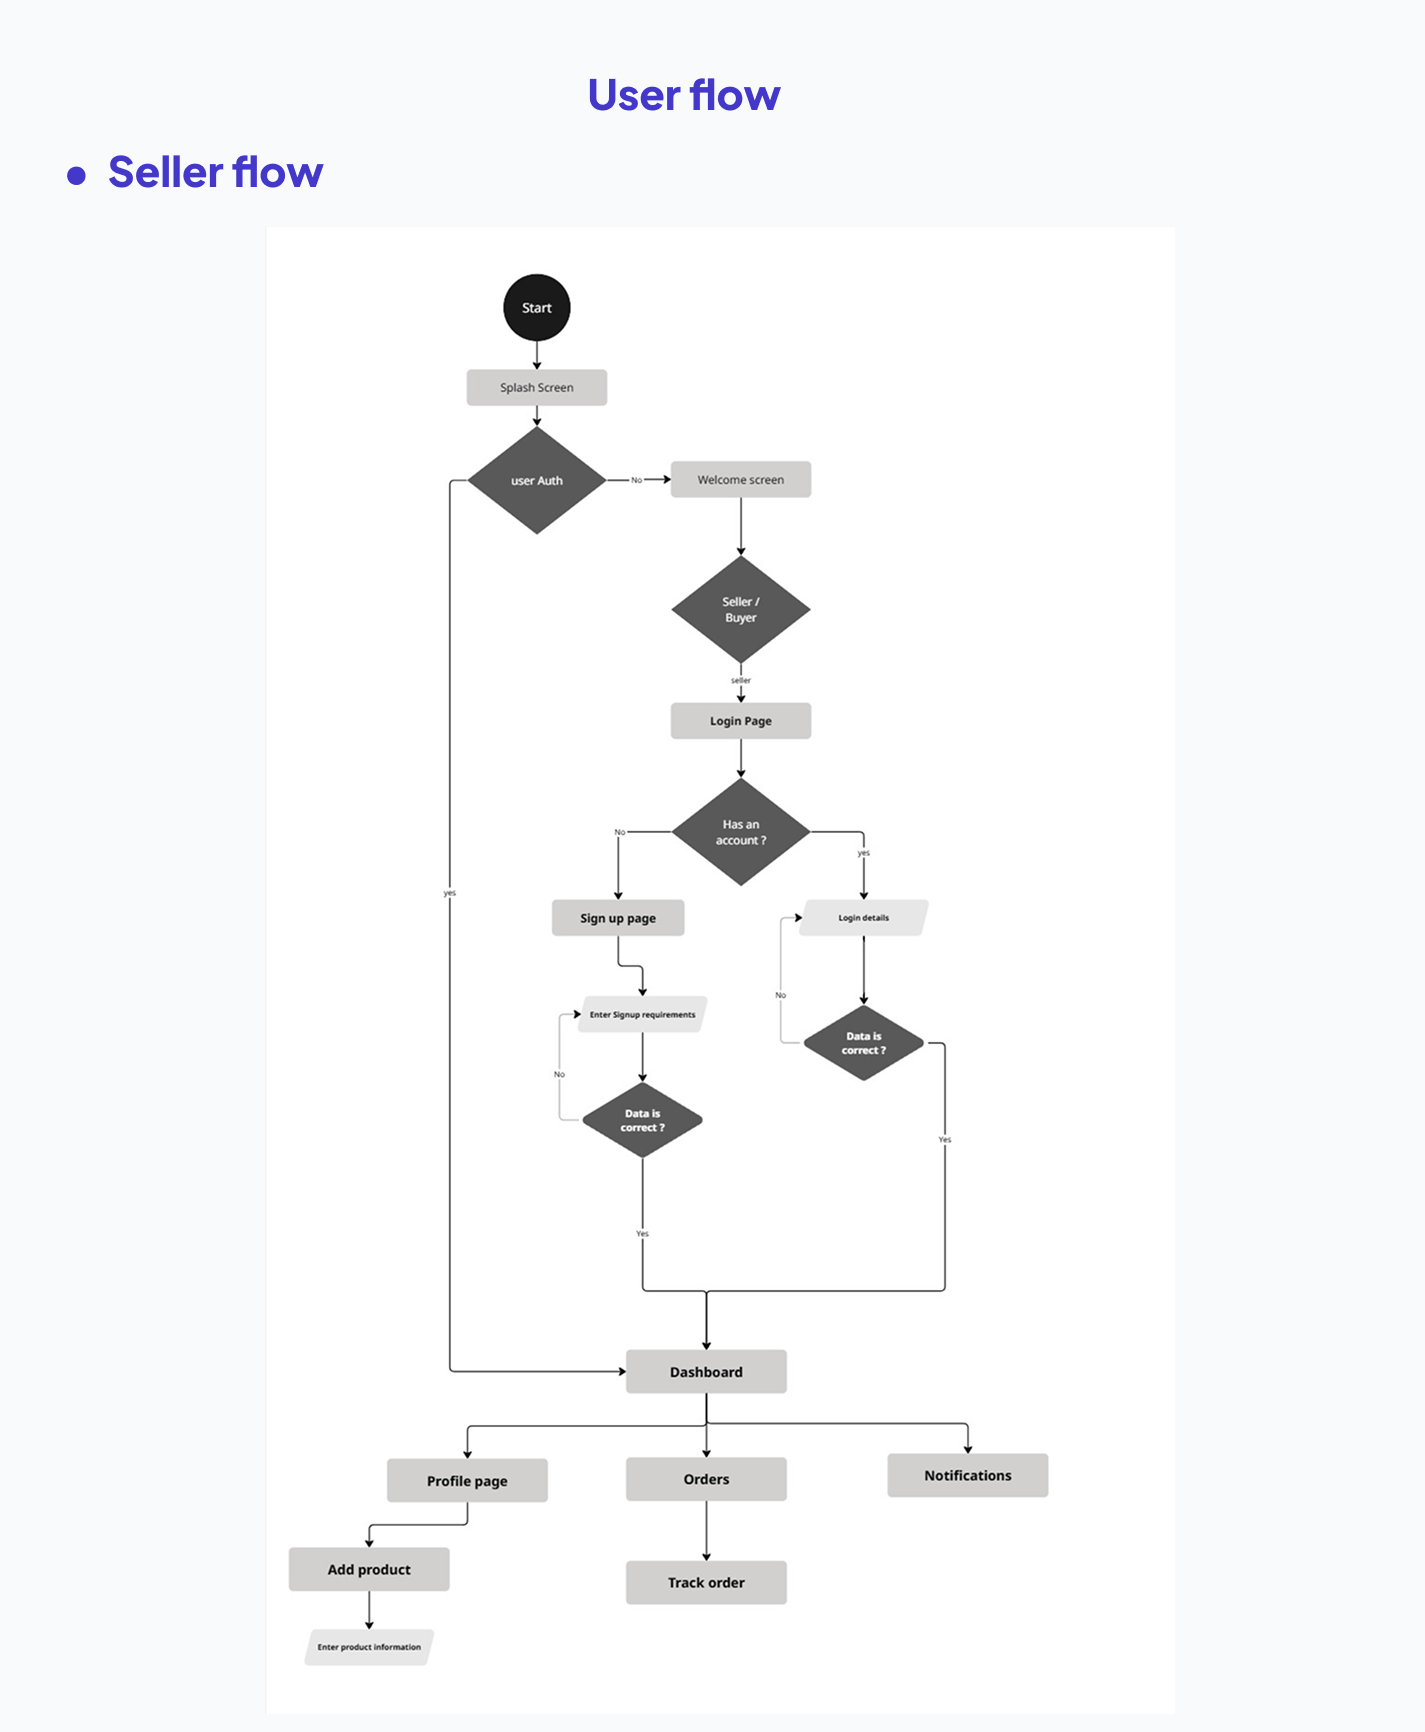 User flow
• Seller flow
Start
Splash Screen
user Auth
No
Welcome screen
Seller /
Buyer
seller
Login Page
Has an
account ?
No
yes
yes
Sign up page
Login details
No
Enter Signup requirements
Data is
correct ?
No
Data is
correct ?
Yes
Yes
Dashboard
Profile page
Orders
Notifications
Add product
Track order
Enter product information